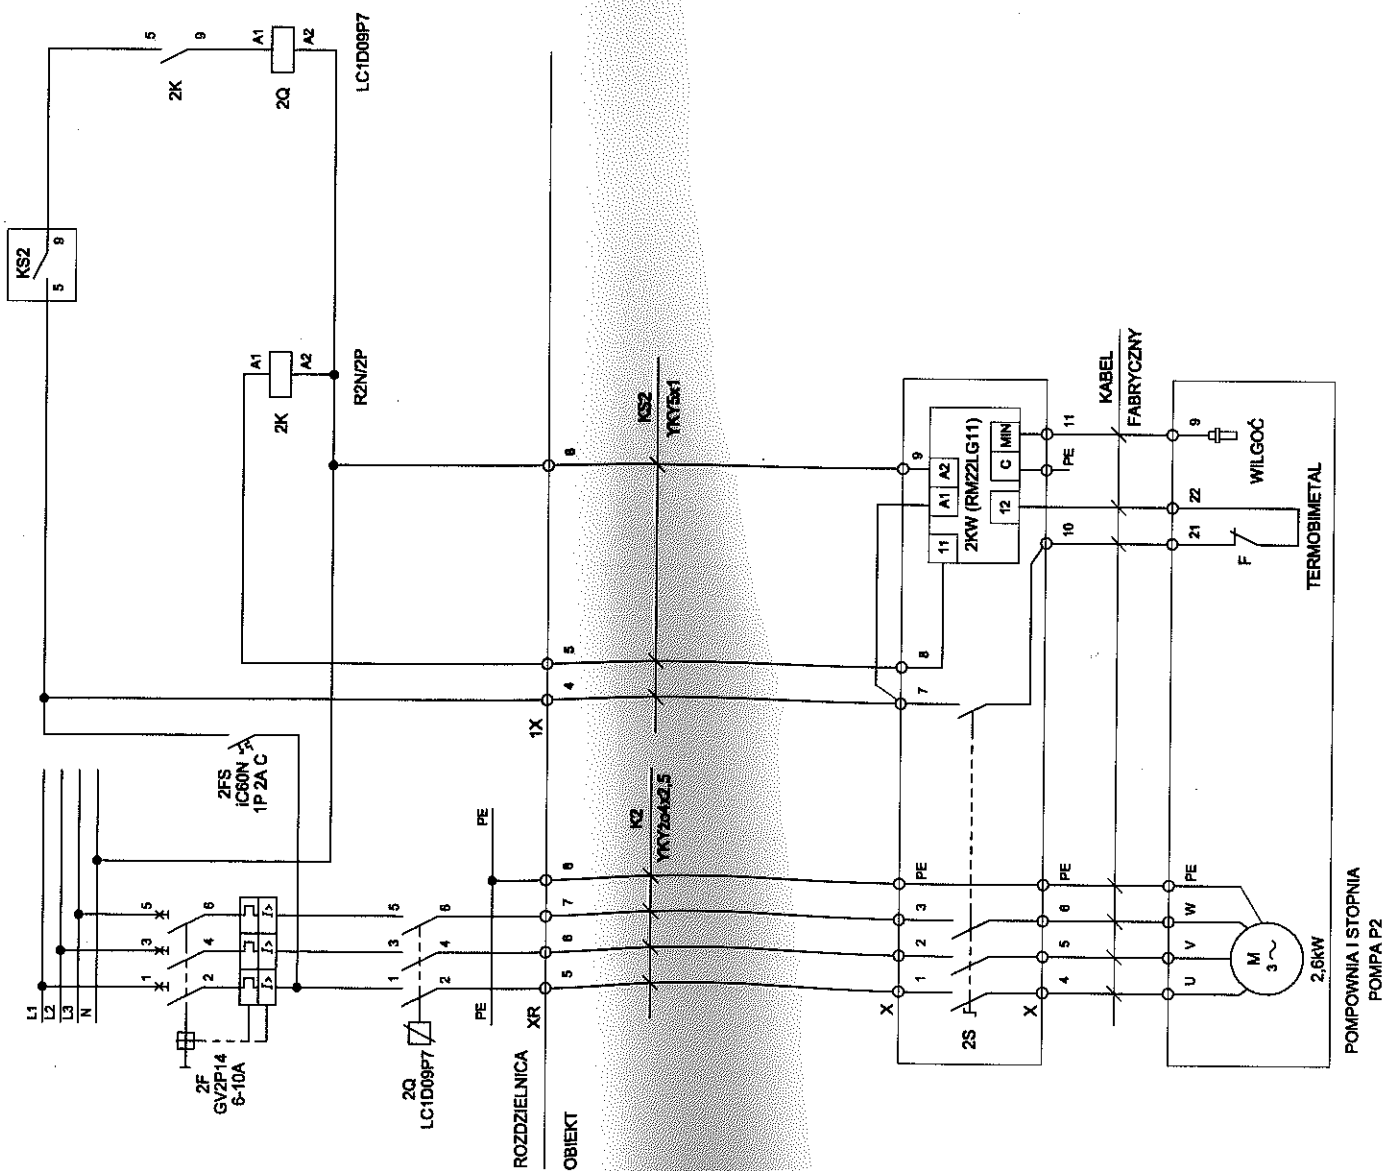 L1
L2
L3
N
1
3
5
2
4
6
I>
I>
I>
2F
GV2P14
6-10A
2FS
iC60N
1P 2A C
KS2
5
9
5
9
2K
A1
A2
2Q
LC1D09P7
A1
A2
2K
R2N/2P
1
3
5
2
4
6
2Q
LC1D09P7
PE
PE
XR
5
6
7
8
1X
4
5
6
ROZDZIELNICA
OBIEKT
K2
YKYżo4x2,5
KS2
YKY5x1
X
1
2
3
PE
7
8
9
2S
11
A1
A2
2KW (RM22LG11)
12
C
MIN
X
4
5
6
PE
10
PE
11
KABEL
FABRYCZNY
U
V
W
PE
21
22
9
M
3~
2,6kW
F
TERMOBIMETAL
WILGOĆ
POMPOWNIA I STOPNIA
POMPA P2